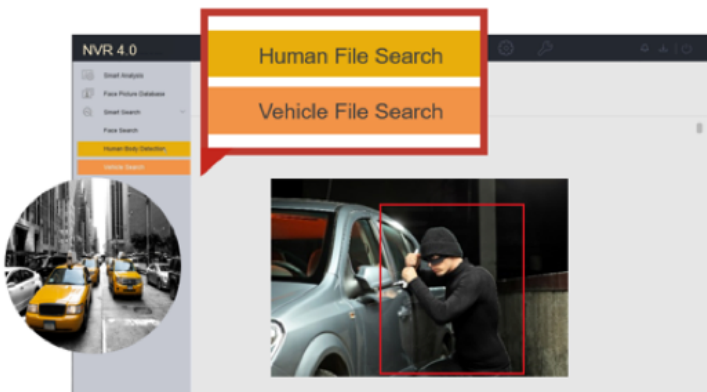 NVR 4.0
Human File Search
Vehicle File Search
Smart Analysis
Face Picture Database
Smart Search
Face Search
Human Body Detection
Vehicle Search